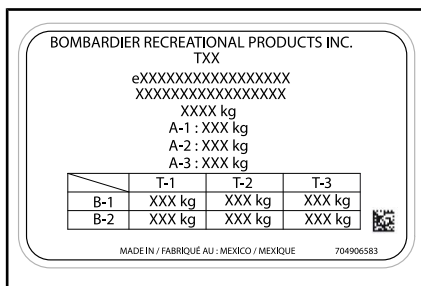 BOMBARDIER RECREATIONAL PRODUCTS INC.
TXX
eXXXXXXXXXXXXXXXXX
XXXXXXXXXXXXXXXXX
XXXX kg
A-1 : XXX kg
A-2 : XXX kg
A-3 : XXX kg
T-1 T-2 T-3
B-1 XXX kg XXX kg XXX kg
B-2 XXX kg XXX kg XXX kg
MADE IN / FABRIQUÉ AU : MEXICO / MEXIQUE 704906583